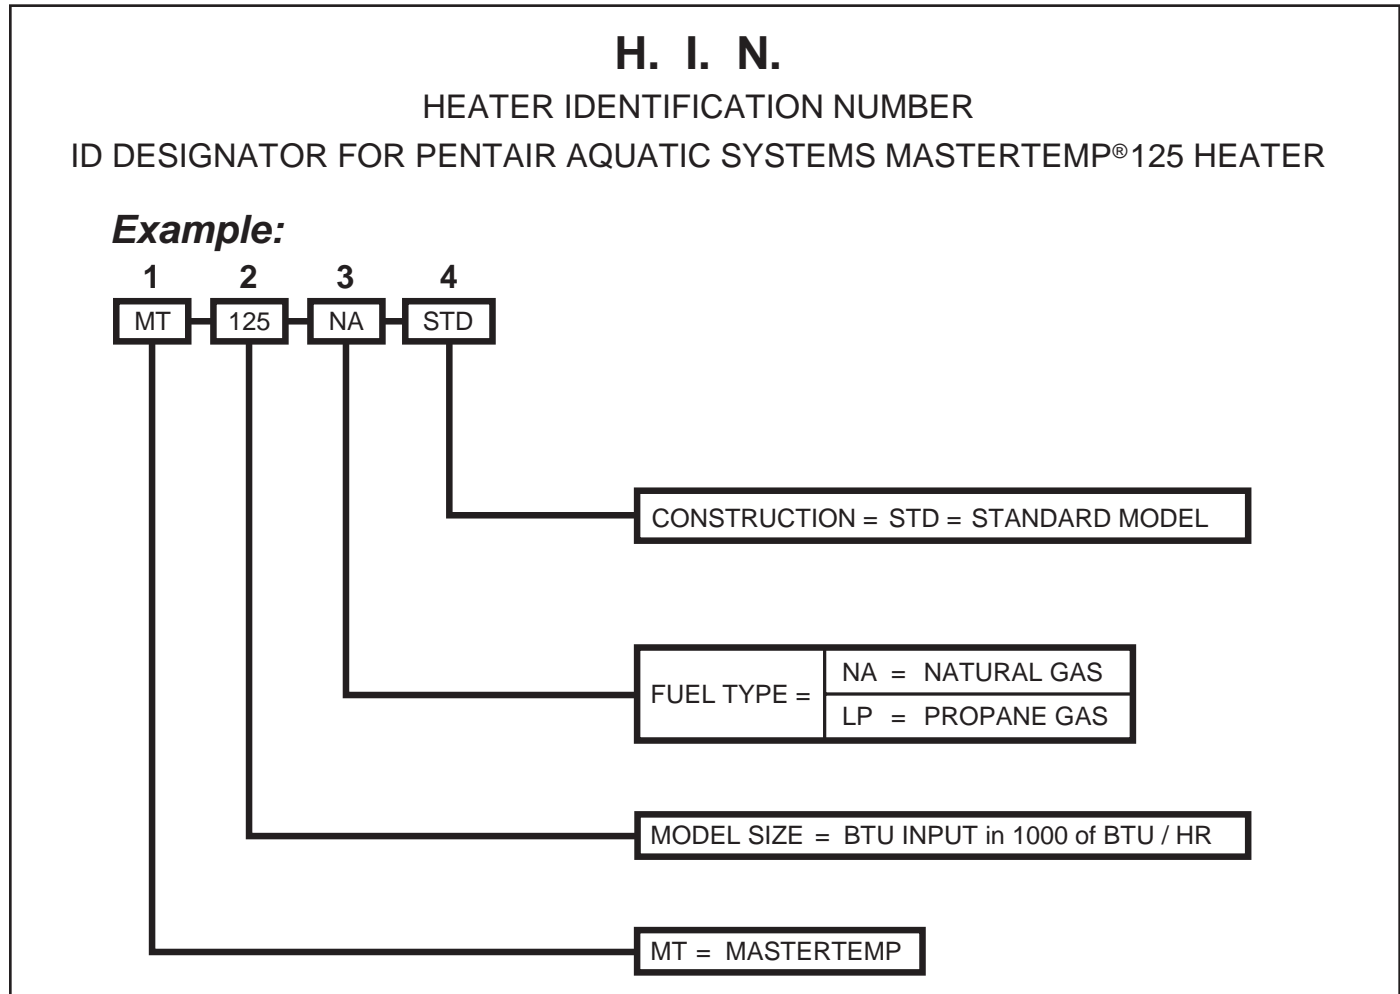 H. I. N.
HEATER IDENTIFICATION NUMBER
ID DESIGNATOR FOR PENTAIR AQUATIC SYSTEMS MASTERTEMP®125 HEATER
Example:
1 2 3 4
MT 125 NA STD
CONSTRUCTION = STD = STANDARD MODEL
FUEL TYPE =
NA = NATURAL GAS
LP = PROPANE GAS
MODEL SIZE = BTU INPUT in 1000 of BTU / HR
MT = MASTERTEMP